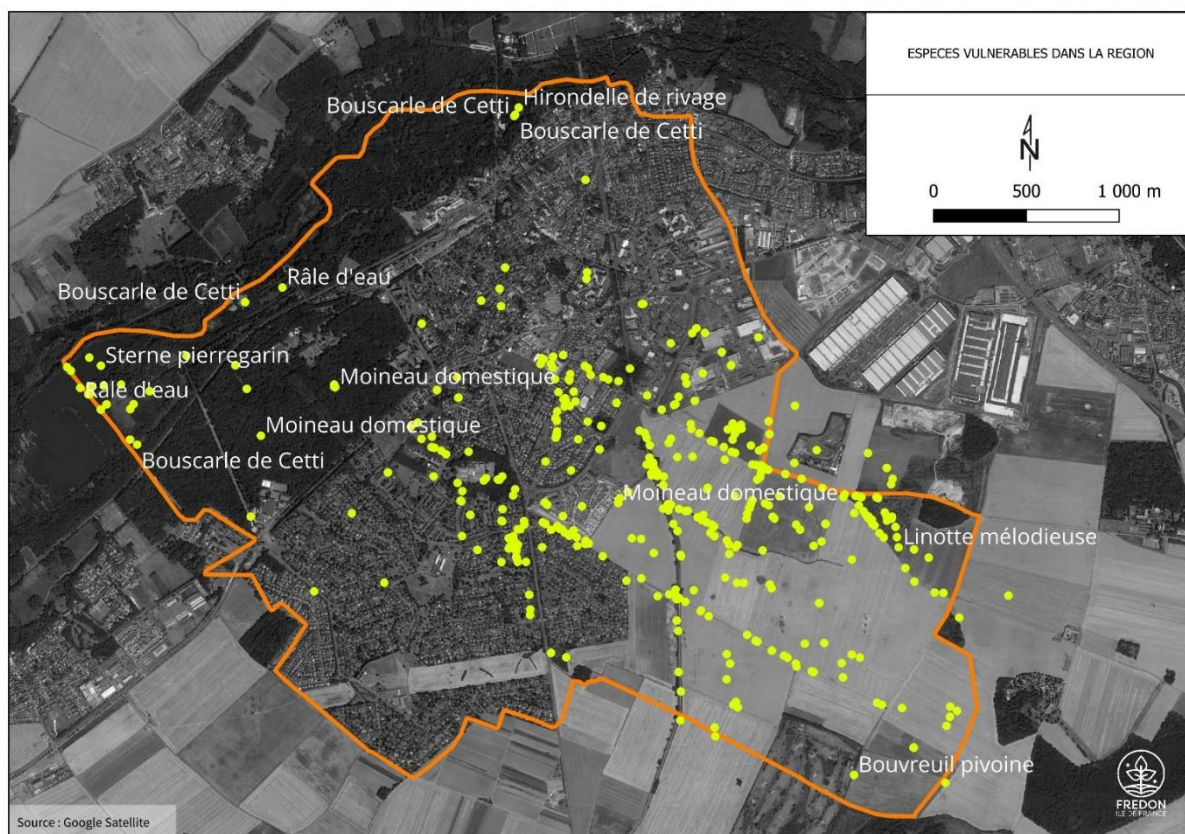 ESPECES VULNERABLES DANS LA REGION
N
0 500 1 000 m
Bouscarle de Cetti
Hirondelle de rivage
Bouscarle de Cetti
Râle d'eau
Bouscarle de Cetti
Sterne pierregarin
Râle d'eau
Moineau domestique
Moineau domestique
Bouscarle de Cetti
Moineau domestique
Linotte mélodieuse
Bouvreuil pivoine
FREDON
ILE DE FRANCE
Source : Google Satellite